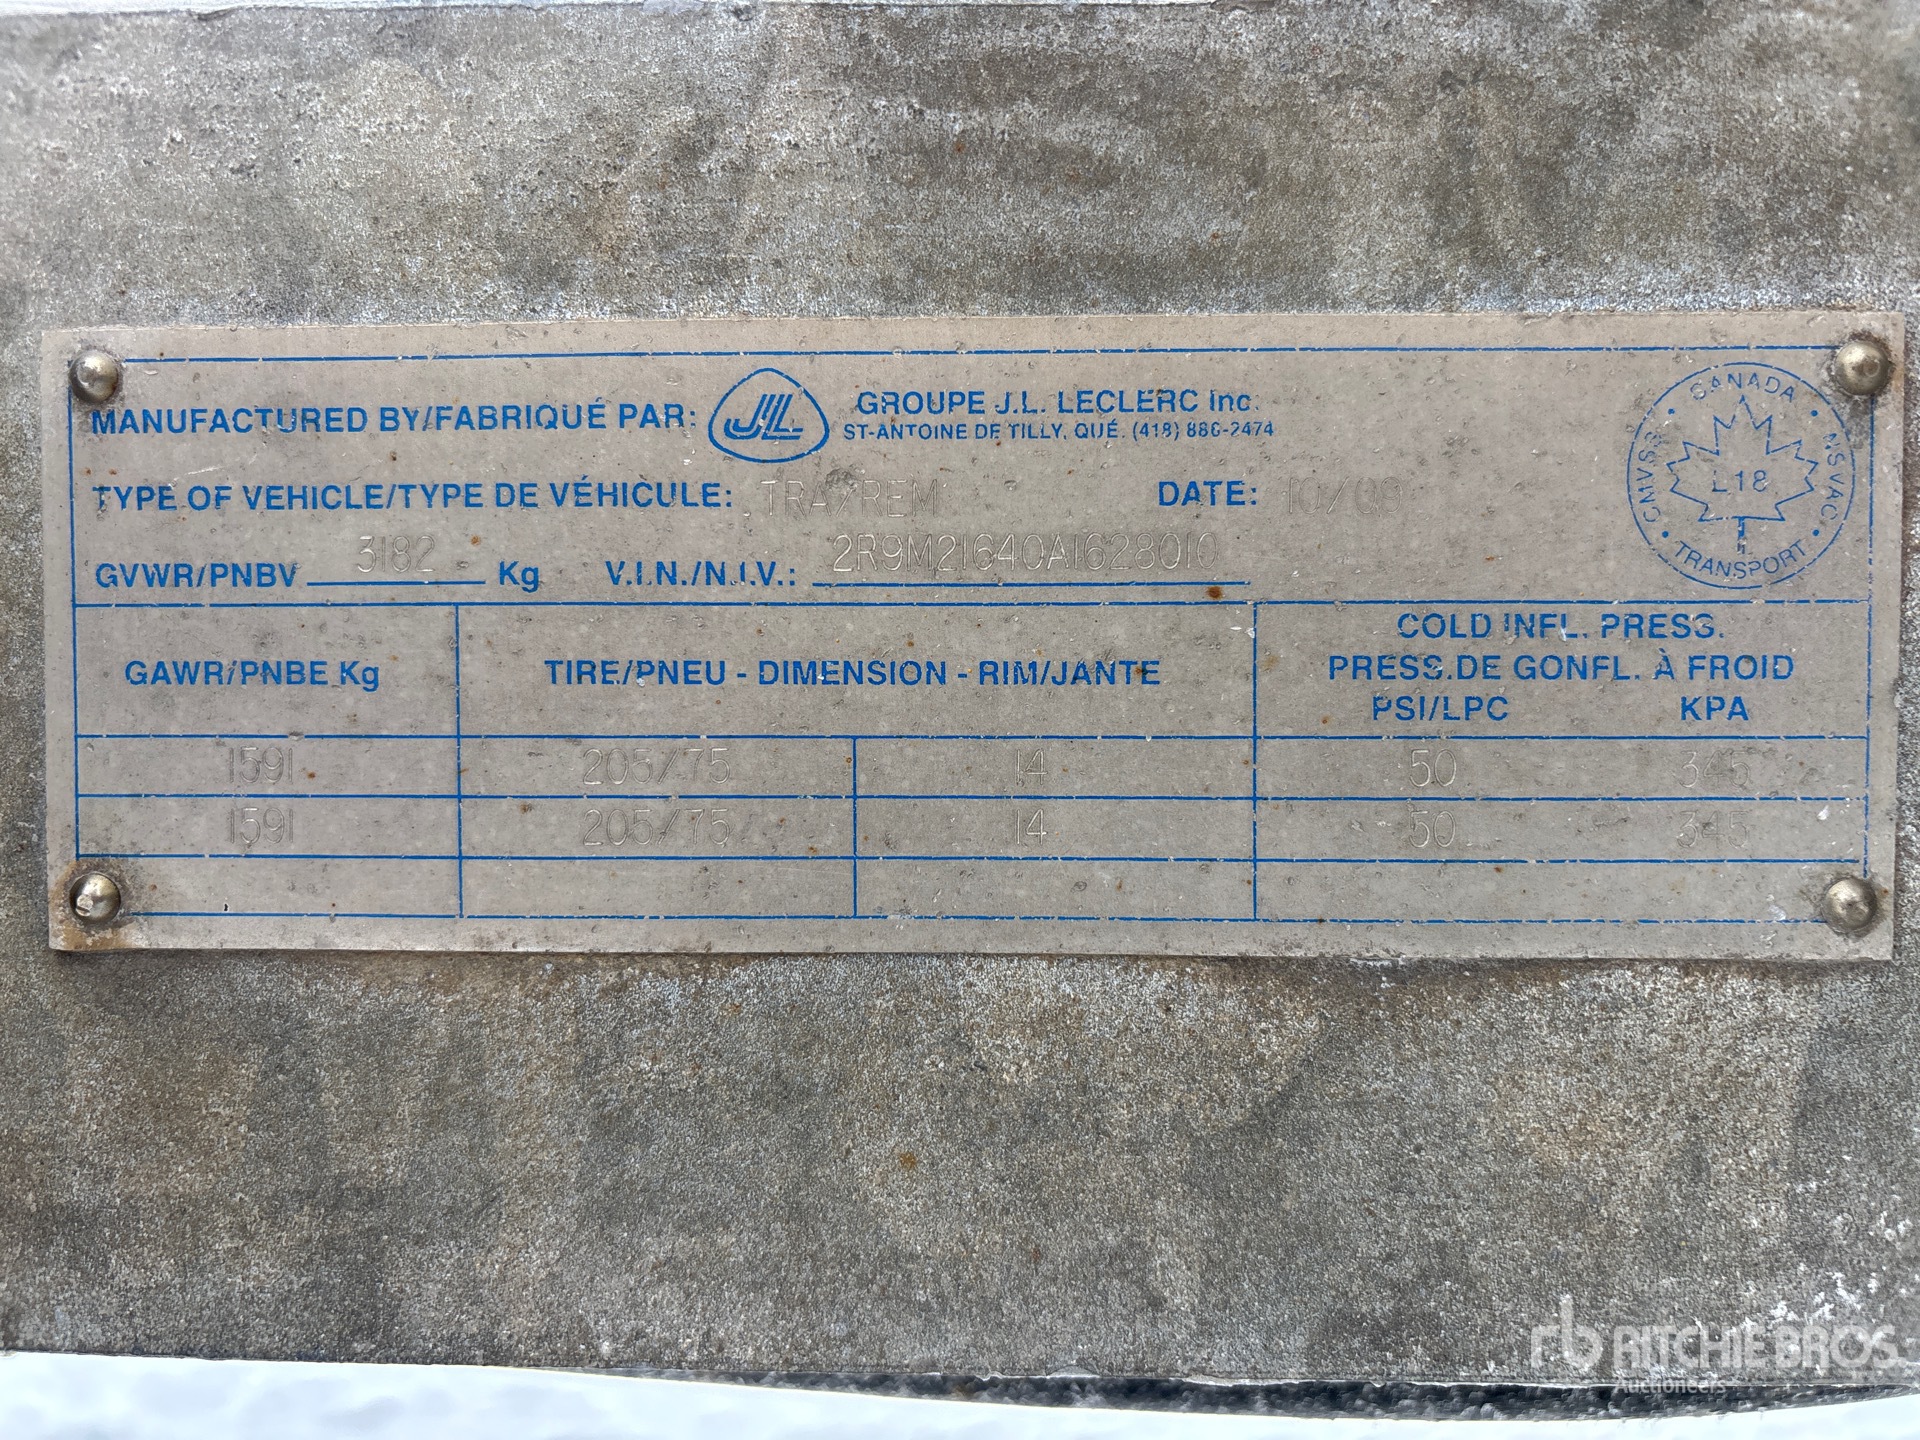 MANUFACTURED BY/FABRIQUÉ PAR: JLL GROUPE J.L. LECLERC Inc.
ST-ANTOINE DE TILLY, QUÉ. (418) 886-2474
TYPE OF VEHICLE/TYPE DE VÉHICULE: TRA/REM DATE: 10/09
GVWR/PNBV 3182 Kg V.I.N./N.I.V.: 2R9M21640A1628010
CANADA
CMVSS · NSVAC
L18
TRANSPORT
GAWR/PNBE Kg TIRE/PNEU - DIMENSION - RIM/JANTE COLD INFL. PRESS.
PRESS.DE GONFL. À FROID
PSI/LPC KPA
1591 205/75 14 50 345
1591 205/75 14 50 345
rb RITCHIE BROS.
Auctioneers